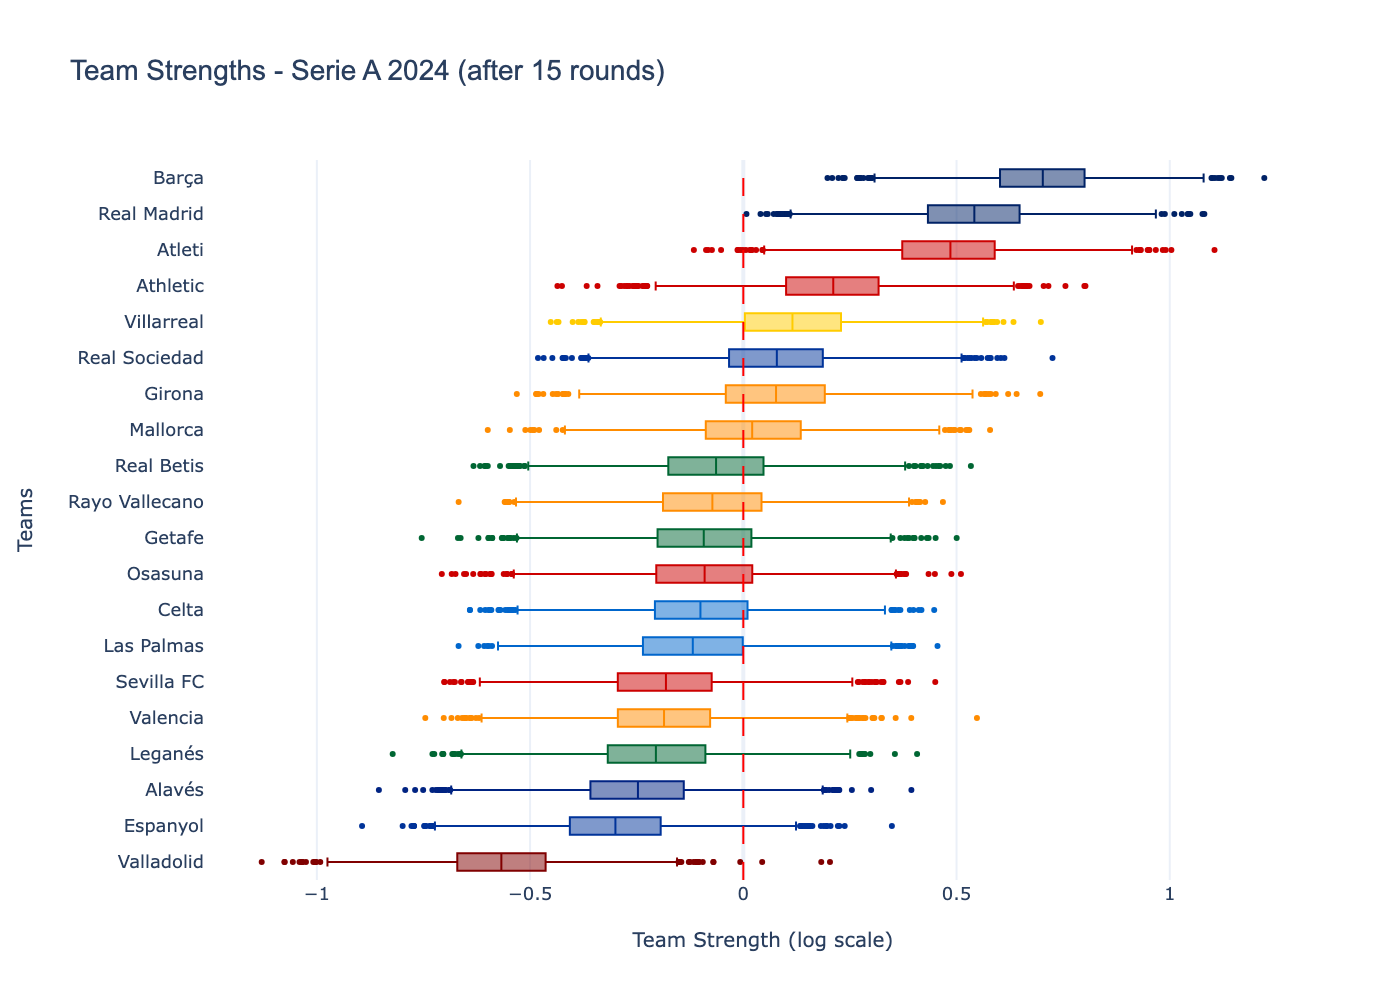 Team Strengths - Serie A 2024 (after 15 rounds)
Teams
Barça
Real Madrid
Atleti
Athletic
Villarreal
Real Sociedad
Girona
Mallorca
Real Betis
Rayo Vallecano
Getafe
Osasuna
Celta
Las Palmas
Sevilla FC
Valencia
Leganés
Alavés
Espanyol
Valladolid
−1 −0.5 0 0.5 1
Team Strength (log scale)